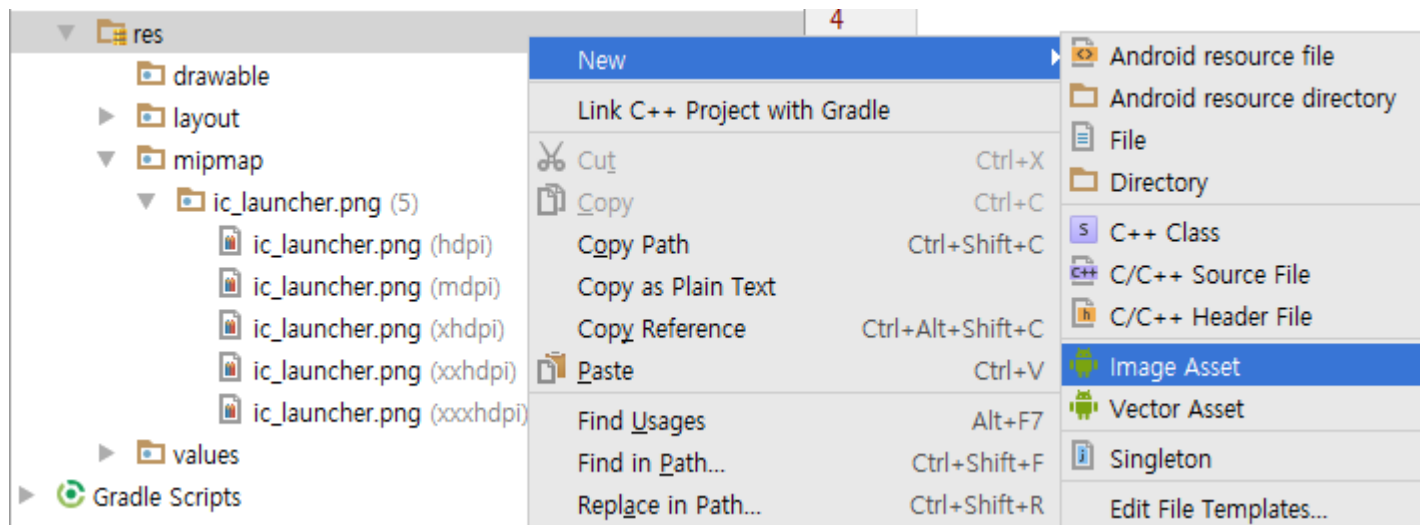 4
res
drawable
layout
mipmap
ic_launcher.png (5)
ic_launcher.png (hdpi)
ic_launcher.png (mdpi)
ic_launcher.png (xhdpi)
ic_launcher.png (xxhdpi)
ic_launcher.png (xxxhdpi)
values
Gradle Scripts
New
Link C++ Project with Gradle
Cut Ctrl+X
Copy Ctrl+C
Copy Path Ctrl+Shift+C
Copy as Plain Text
Copy Reference Ctrl+Alt+Shift+C
Paste Ctrl+V
Find Usages Alt+F7
Find in Path... Ctrl+Shift+F
Replace in Path... Ctrl+Shift+R
Android resource file
Android resource directory
File
Directory
S C++ Class
C++ C/C++ Source File
h C/C++ Header File
Image Asset
Vector Asset
j Singleton
Edit File Templates...